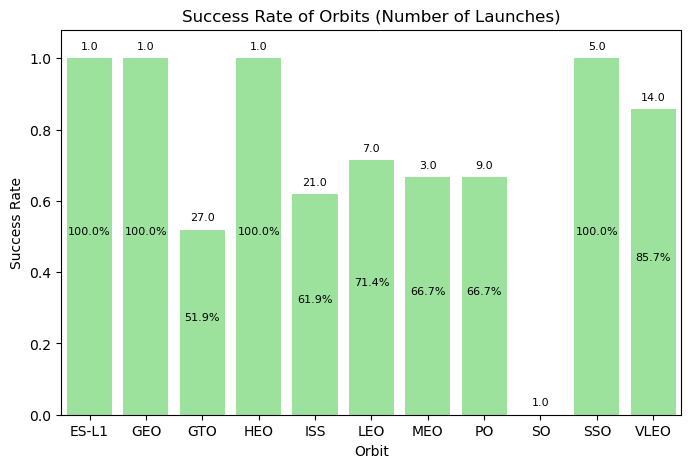 Success Rate of Orbits (Number of Launches)
1.0 1.0 1.0 5.0
1.0
14.0
0.8
7.0
3.0 9.0
21.0
0.6
27.0
100.0% 100.0% 100.0% 100.0%
Success Rate
85.7%
0.4
71.4%
66.7% 66.7%
61.9%
51.9%
0.2
1.0
0.0
ES-L1 GEO GTO HEO ISS LEO MEO PO SO SSO VLEO
Orbit